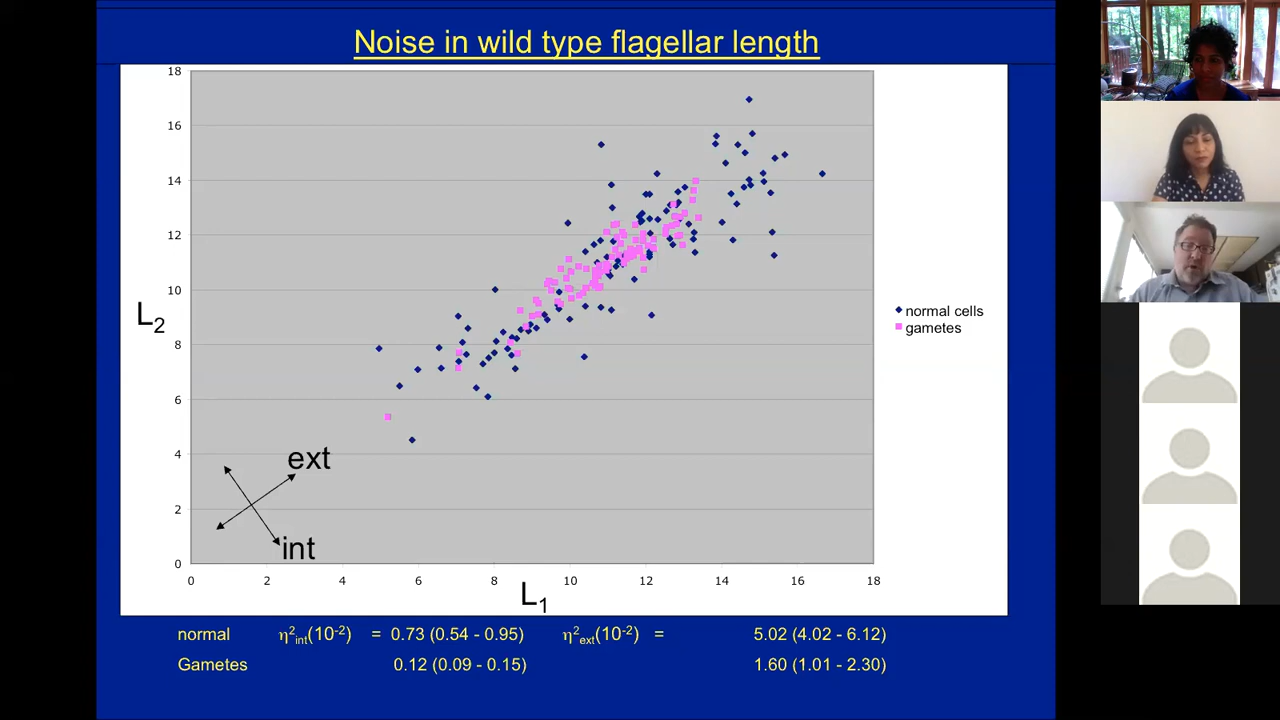 Noise in wild type flagellar length
18
16
14
12
10
8
6
4
2
0
L2
ext
int
0 2 4 6 8 10 12 14 16 18
L1
normal cells
gametes
normal η²int(10⁻²) = 0.73 (0.54 - 0.95) η²ext(10⁻²) = 5.02 (4.02 - 6.12)
Gametes 0.12 (0.09 - 0.15) 1.60 (1.01 - 2.30)